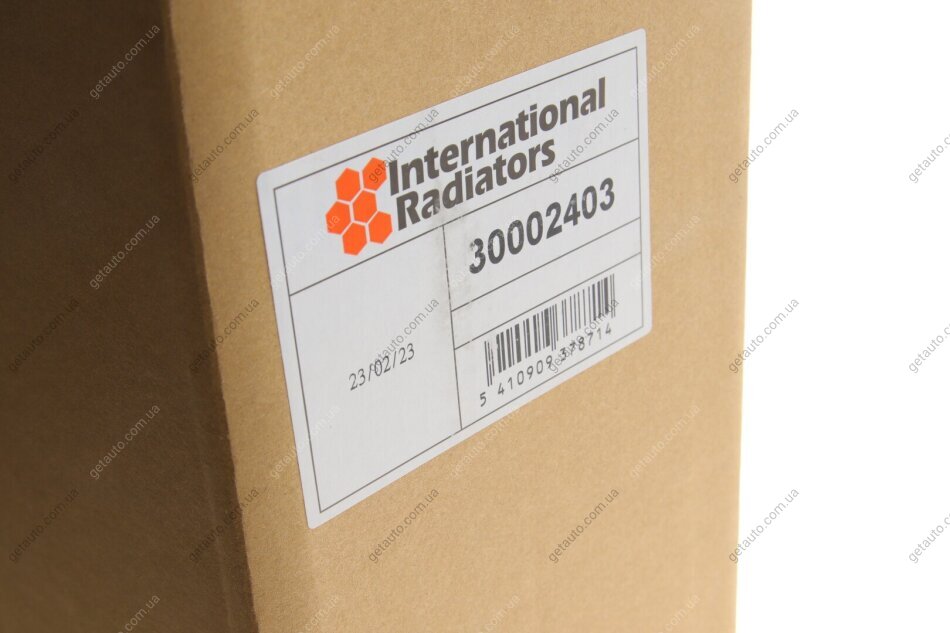 International
Radiators
30002403
23/02/23
5 410909 378714
getauto.com.ua